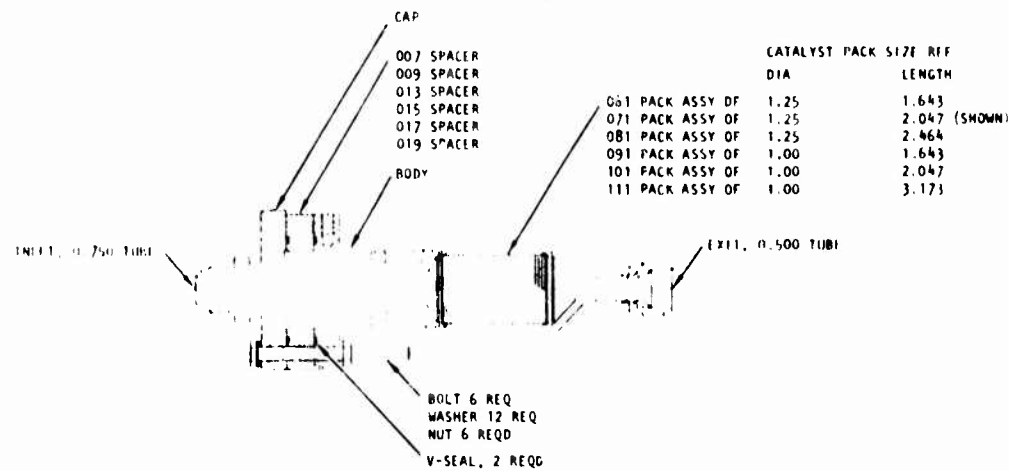 CAP
007 SPACER
009 SPACER
013 SPACER
015 SPACER
017 SPACER
019 SPACER
BODY
CATALYST PACK SIZE REF
DIA LENGTH
061 PACK ASSY OF 1.25 1.643
071 PACK ASSY OF 1.25 2.047 (SHOWN)
081 PACK ASSY OF 1.25 2.464
091 PACK ASSY OF 1.00 1.643
101 PACK ASSY OF 1.00 2.047
111 PACK ASSY OF 1.00 3.173
INLET, 0.750 TUBE
EXIT, 0.500 TUBE
BOLT 6 REQ
WASHER 12 REQ
NUT 6 REQD
V-SEAL, 2 REQD